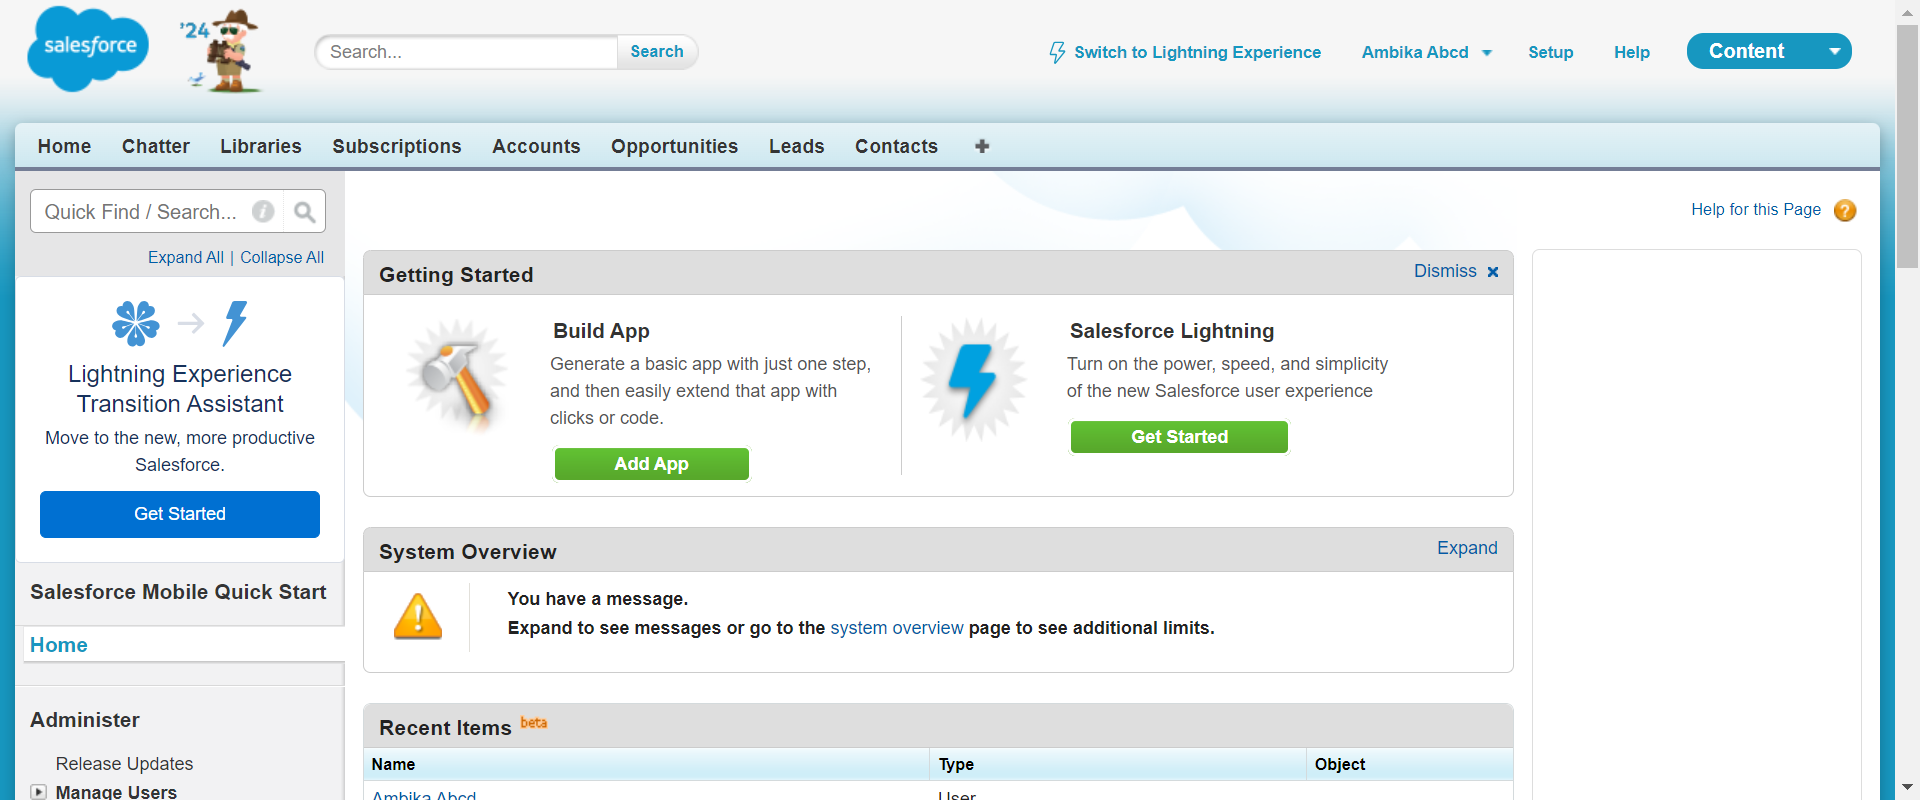 salesforce
'24
Search...
Search
Switch to Lightning Experience
Ambika Abcd
Setup
Help
Content
Home
Chatter
Libraries
Subscriptions
Accounts
Opportunities
Leads
Contacts
Quick Find / Search...
Expand All | Collapse All
Lightning Experience
Transition Assistant
Move to the new, more productive
Salesforce.
Get Started
Salesforce Mobile Quick Start
Home
Administer
Release Updates
Manage Users
Help for this Page
Getting Started
Dismiss
Build App
Generate a basic app with just one step,
and then easily extend that app with
clicks or code.
Add App
Salesforce Lightning
Turn on the power, speed, and simplicity
of the new Salesforce user experience
Get Started
System Overview
Expand
You have a message.
Expand to see messages or go to the system overview page to see additional limits.
Recent Items beta
Name
Type
Object
Ambika Abcd
User